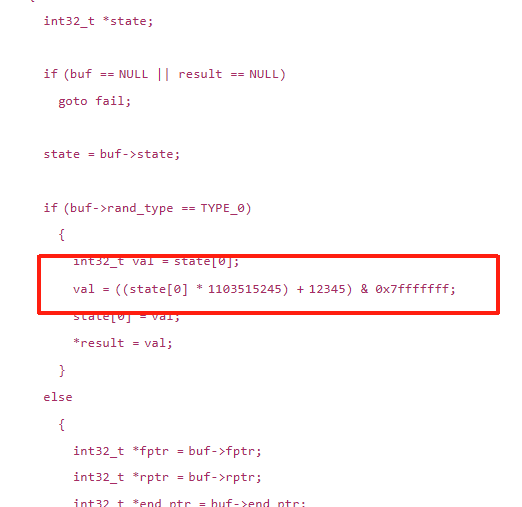 {
int32_t *state;
if (buf == NULL || result == NULL)
goto fail;
state = buf->state;
if (buf->rand_type == TYPE_0)
{
int32_t val = state[0];
val = ((state[0] * 1103515245) + 12345) & 0x7fffffff;
state[0] = val;
*result = val;
}
else
{
int32_t *fptr = buf->fptr;
int32_t *rptr = buf->rptr;
int32_t *end_ptr = buf->end_ptr;